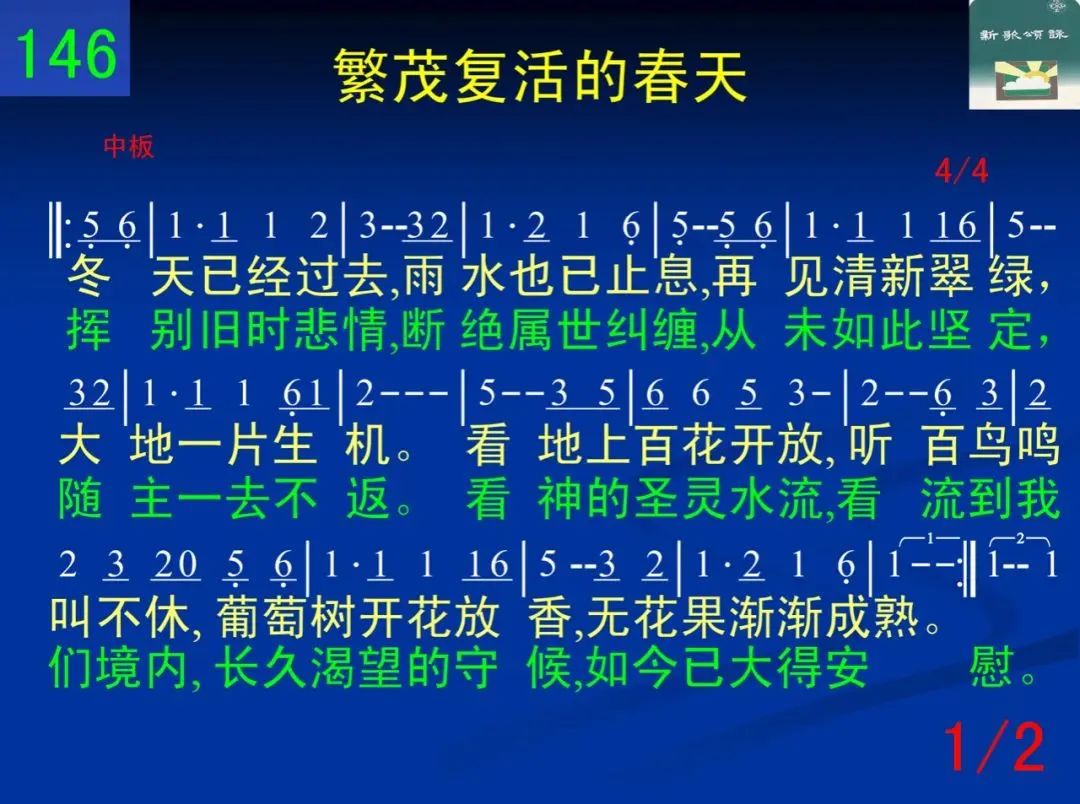 146
新歌頌詠
繁茂复活的春天
中板
4/4
‖:5 6|1·1 1 2|3--32|1·2 1 6|5--5 6|1·1 1 16|5--
冬 天已经过去,雨 水也已止息,再 见清新翠 绿，
挥 别旧时悲情,断 绝属世纠缠,从 未如此坚 定，
32|1·1 1 61|2---|5--3 5|6 6 5 3-|2--6 3|2
大 地一片生 机。 看 地上百花开放, 听 百鸟鸣
随 主一去不 返。 看 神的圣灵水流,看 流到我
2 3 20 5 6|1·1 1 16|5 --3 2|1·2 1 6|1--:‖1-- 1
1 2
叫不休, 葡萄树开花放 香,无花果渐渐成熟。
们境内, 长久渴望的守 候,如今已大得安 慰。
1/2